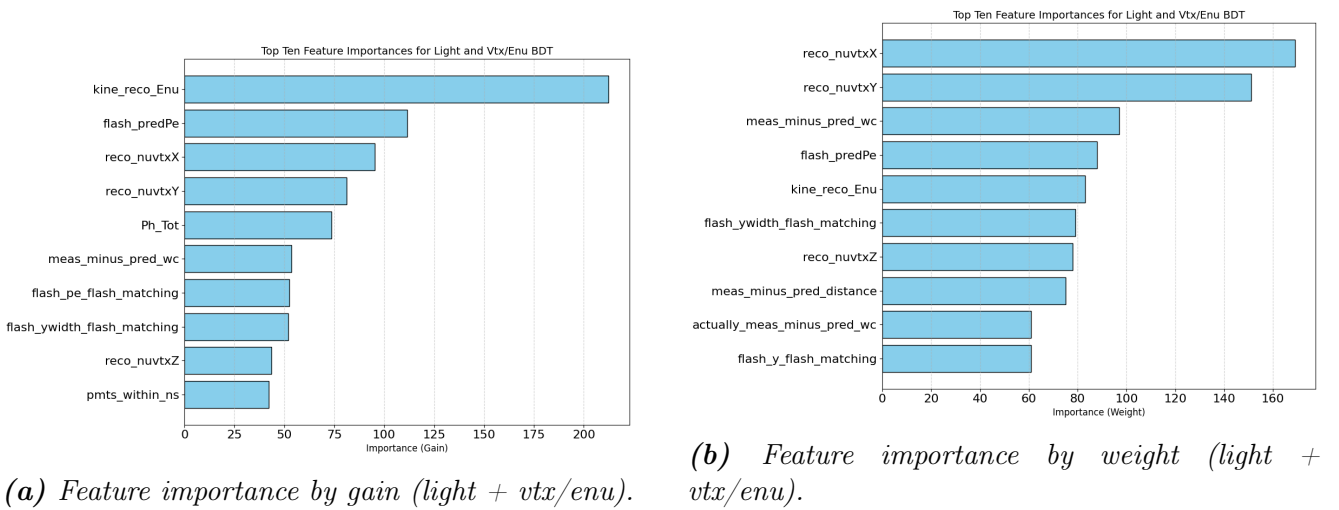 Top Ten Feature Importances for Light and Vtx/Enu BDT
kine_reco_Enu
flash_predPe
reco_nuvtxX
reco_nuvtxY
Ph_Tot
meas_minus_pred_wc
flash_pe_flash_matching
flash_ywidth_flash_matching
reco_nuvtxZ
pmts_within_ns
0 25 50 75 100 125 150 175 200
Importance (Gain)
(a) Feature importance by gain (light + vtx/enu).
Top Ten Feature Importances for Light and Vtx/Enu BDT
reco_nuvtxX
reco_nuvtxY
meas_minus_pred_wc
flash_predPe
kine_reco_Enu
flash_ywidth_flash_matching
reco_nuvtxZ
meas_minus_pred_distance
actually_meas_minus_pred_wc
flash_y_flash_matching
0 20 40 60 80 100 120 140 160
Importance (Weight)
(b) Feature importance by weight (light +
vtx/enu).